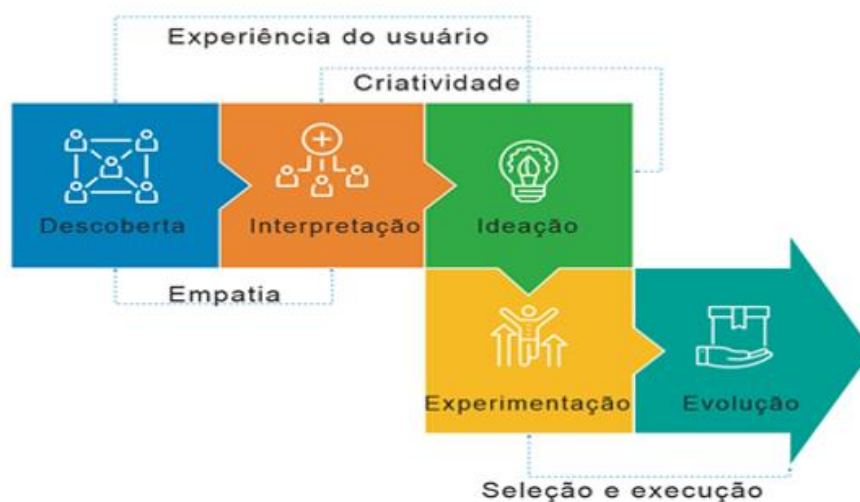 Experiência do usuário
Criatividade
Descoberta
Interpretação
Ideação
Empatia
Experimentação
Evolução
Seleção e execução